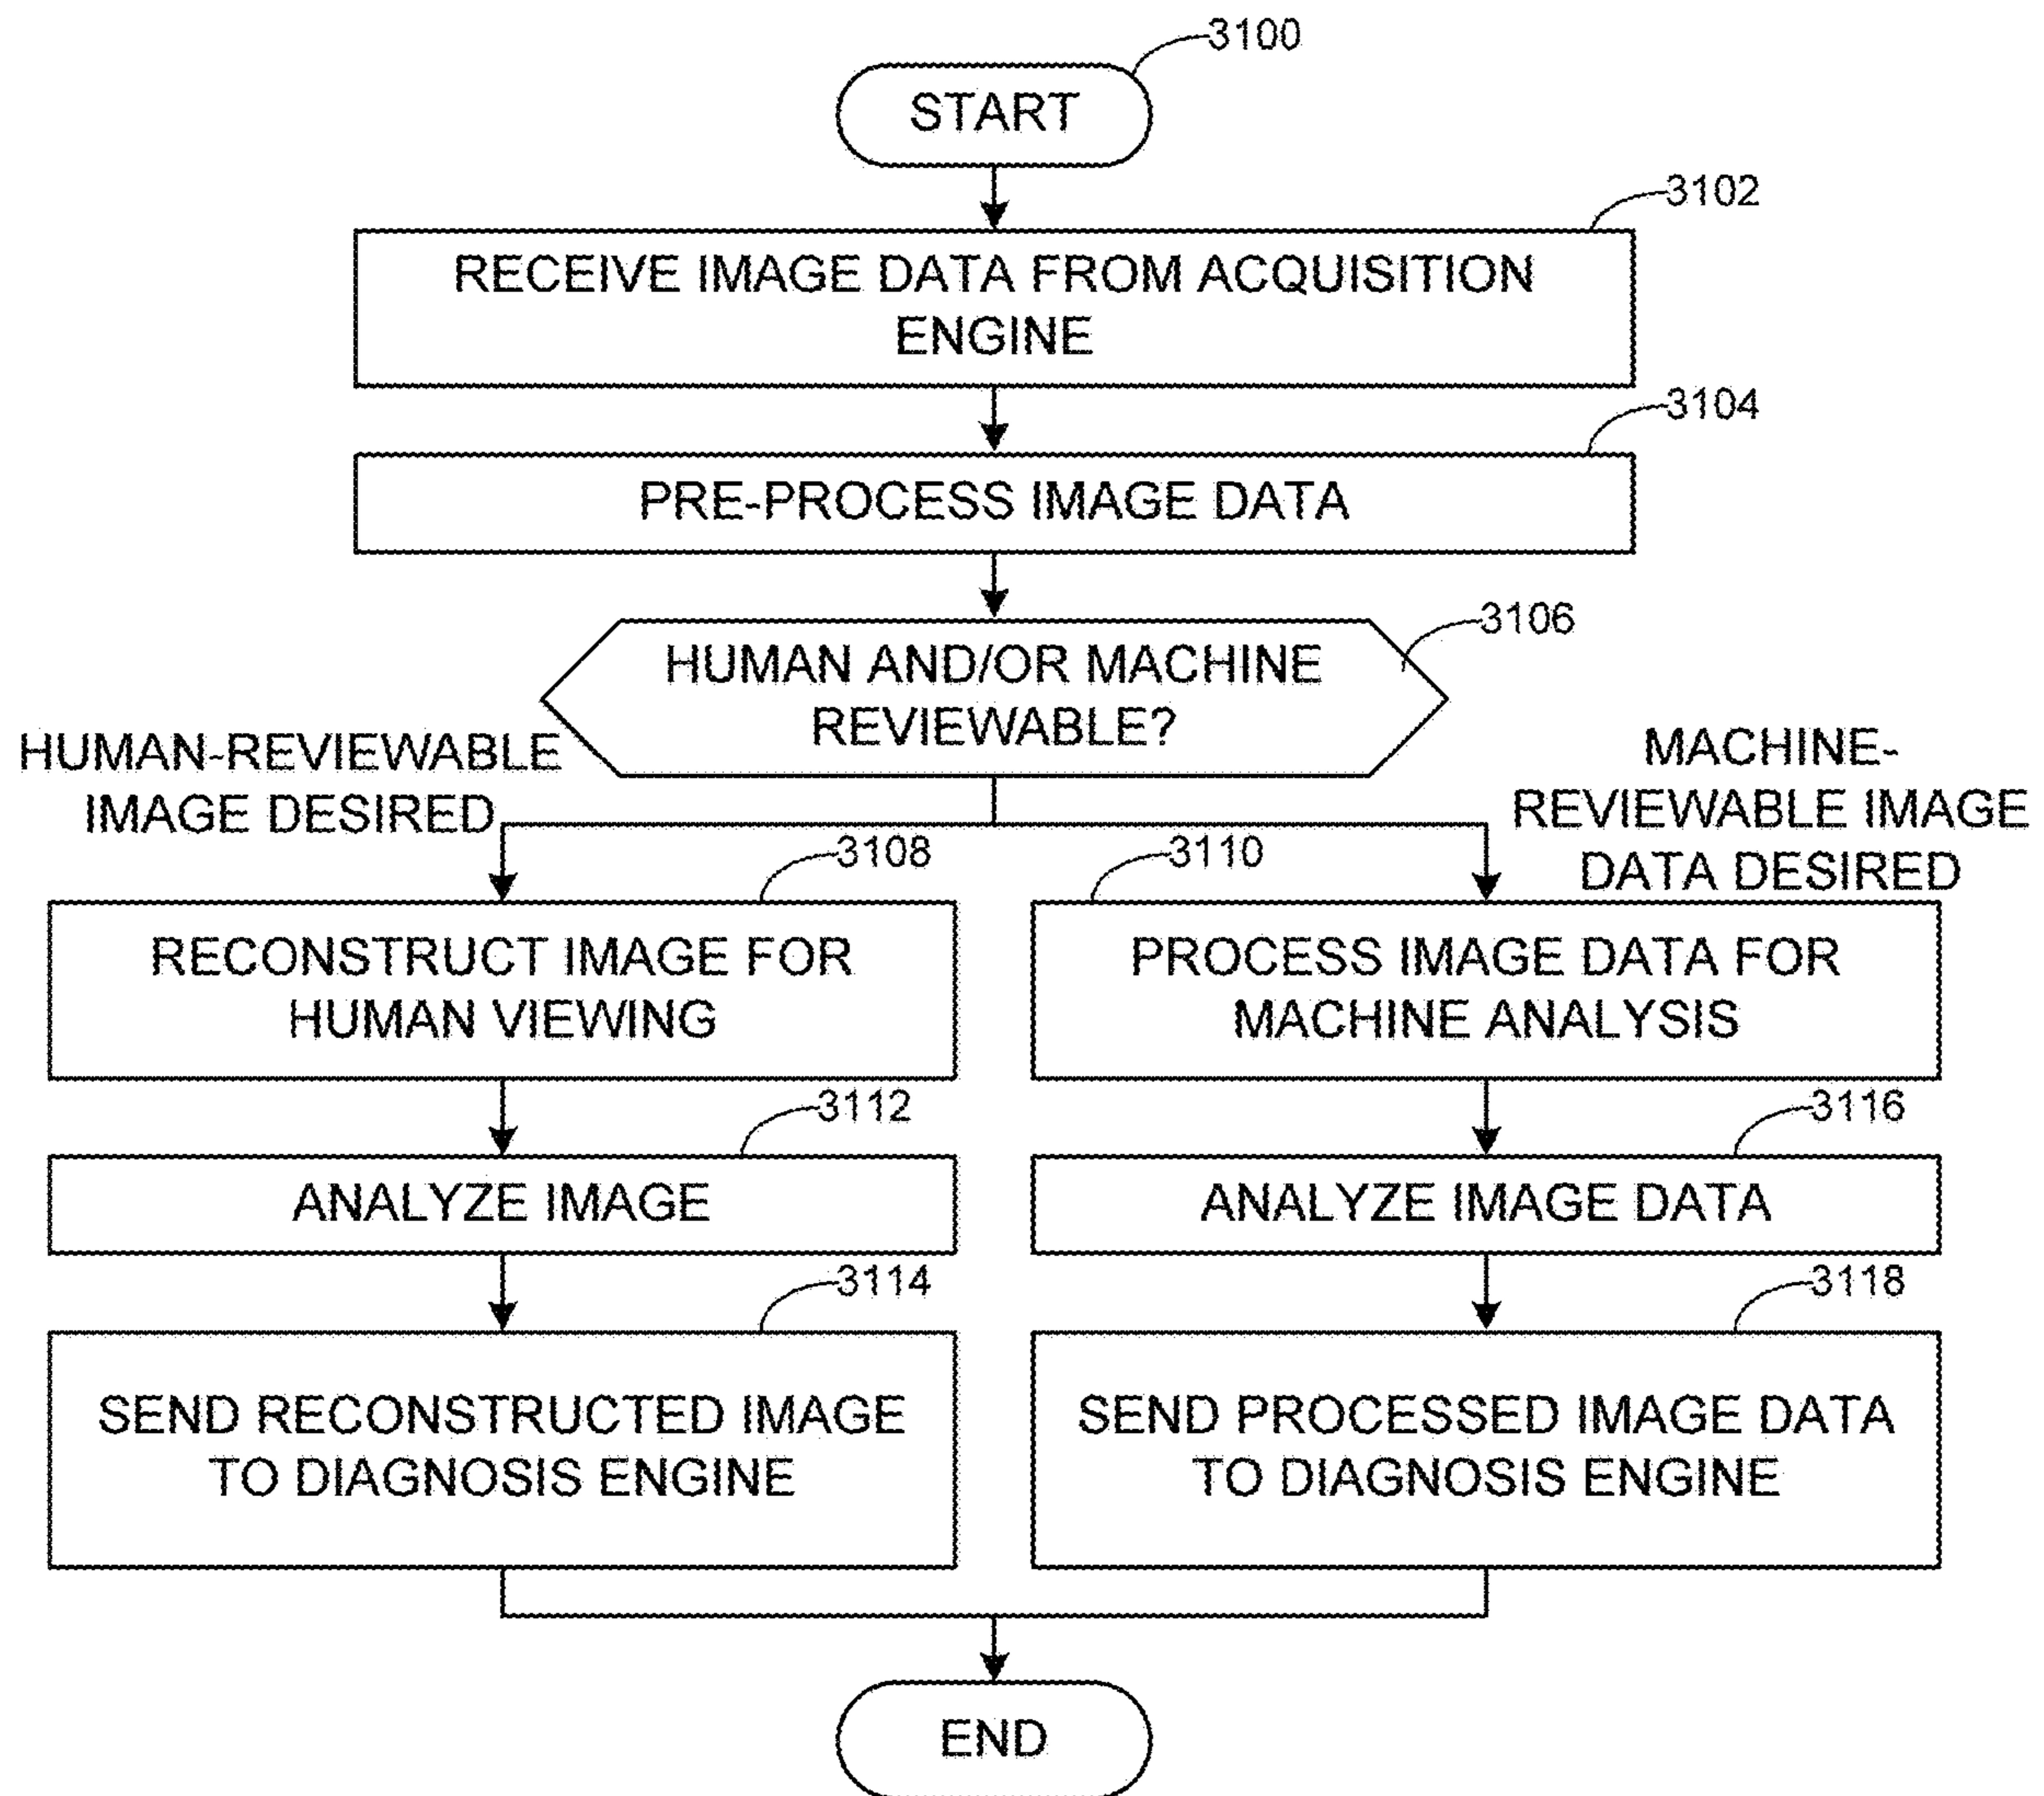 3100
START
3102
RECEIVE IMAGE DATA FROM ACQUISITION
ENGINE
3104
PRE-PROCESS IMAGE DATA
3106
HUMAN AND/OR MACHINE
REVIEWABLE?
HUMAN-REVIEWABLE
IMAGE DESIRED
MACHINE-
REVIEWABLE IMAGE
DATA DESIRED
3108
RECONSTRUCT IMAGE FOR
HUMAN VIEWING
3110
PROCESS IMAGE DATA FOR
MACHINE ANALYSIS
3112
ANALYZE IMAGE
3116
ANALYZE IMAGE DATA
3114
SEND RECONSTRUCTED IMAGE
TO DIAGNOSIS ENGINE
3118
SEND PROCESSED IMAGE DATA
TO DIAGNOSIS ENGINE
END